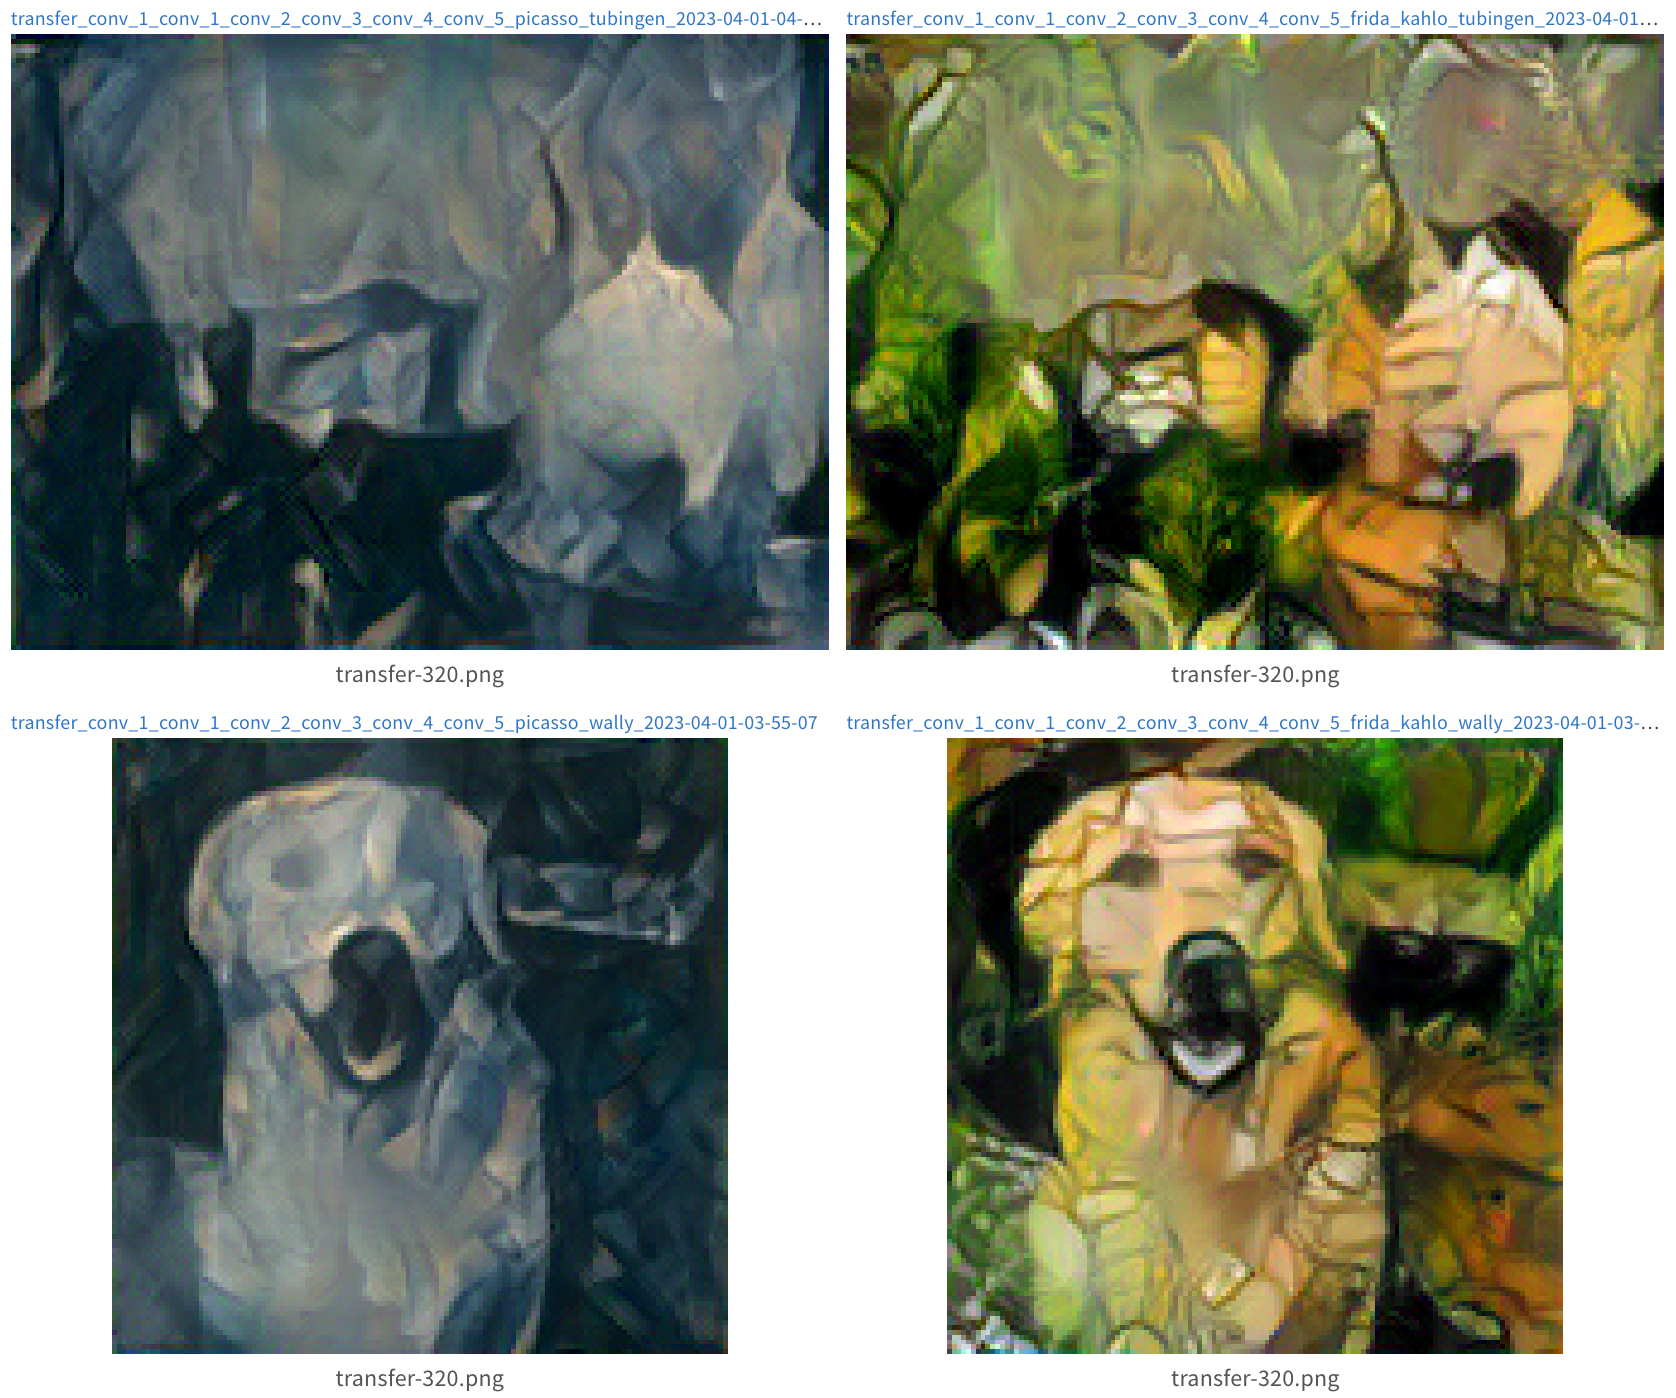 transfer_conv_1_conv_1_conv_2_conv_3_conv_4_conv_5_picasso_tubingen_2023-04-01-04-...
transfer_conv_1_conv_1_conv_2_conv_3_conv_4_conv_5_frida_kahlo_tubingen_2023-04-01...
transfer-320.png
transfer-320.png
transfer_conv_1_conv_1_conv_2_conv_3_conv_4_conv_5_picasso_wally_2023-04-01-03-55-07
transfer_conv_1_conv_1_conv_2_conv_3_conv_4_conv_5_frida_kahlo_wally_2023-04-01-03-...
transfer-320.png
transfer-320.png